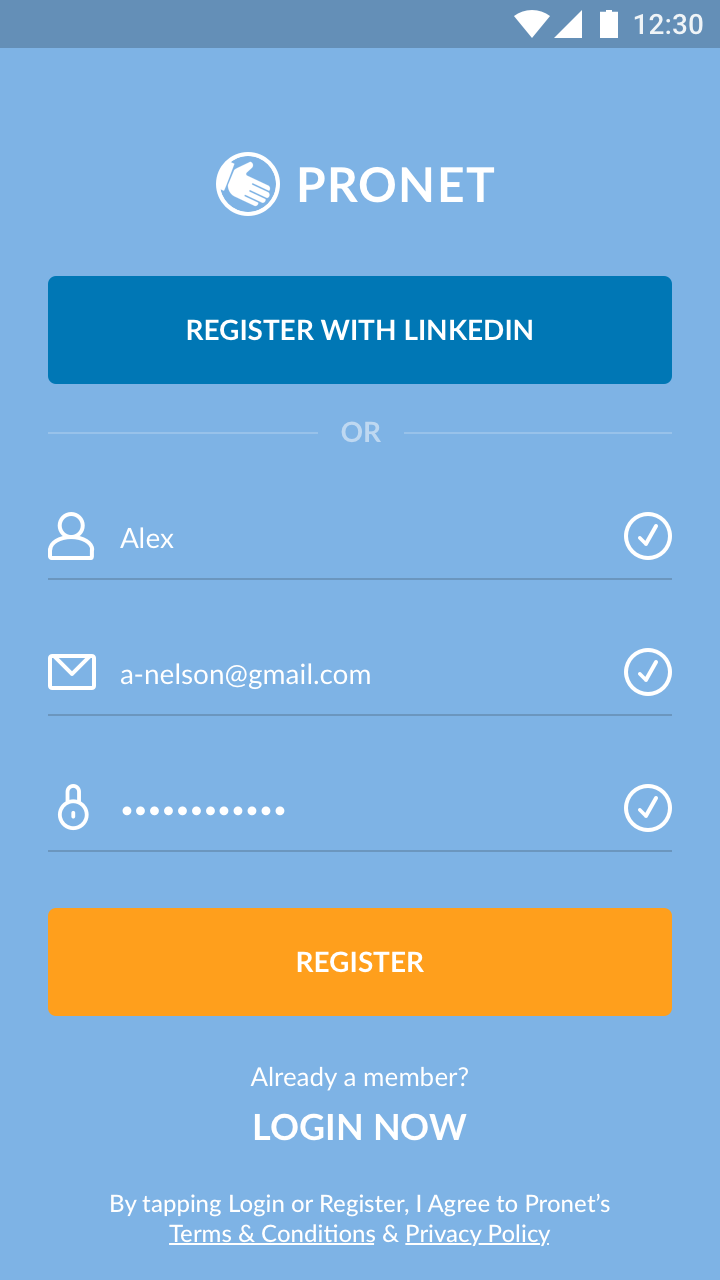 12:30
PRONET
REGISTER WITH LINKEDIN
OR
Alex
a-nelson@gmail.com
••••••••••••
REGISTER
Already a member?
LOGIN NOW
By tapping Login or Register, I Agree to Pronet’s
Terms & Conditions & Privacy Policy